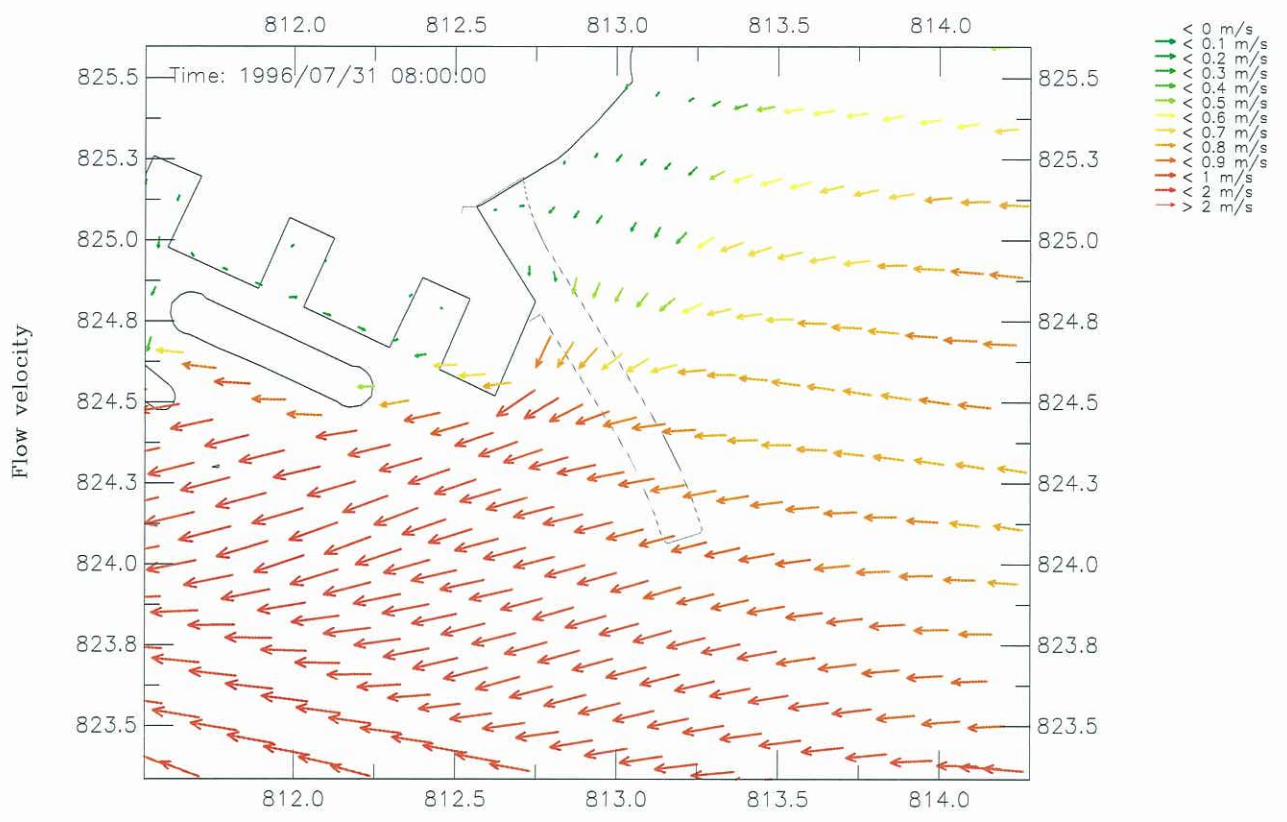 812.0 812.5 813.0 813.5 814.0
Time: 1996/07/31 08:00:00
825.5
825.3
825.0
824.8
824.5
824.3
824.0
823.8
823.5
Flow velocity
825.5
825.3
825.0
824.8
824.5
824.3
824.0
823.8
823.5
812.0 812.5 813.0 813.5 814.0
< 0 m/s
< 0.1 m/s
< 0.2 m/s
< 0.3 m/s
< 0.4 m/s
< 0.5 m/s
< 0.6 m/s
< 0.7 m/s
< 0.8 m/s
< 0.9 m/s
< 1 m/s
< 2 m/s
> 2 m/s